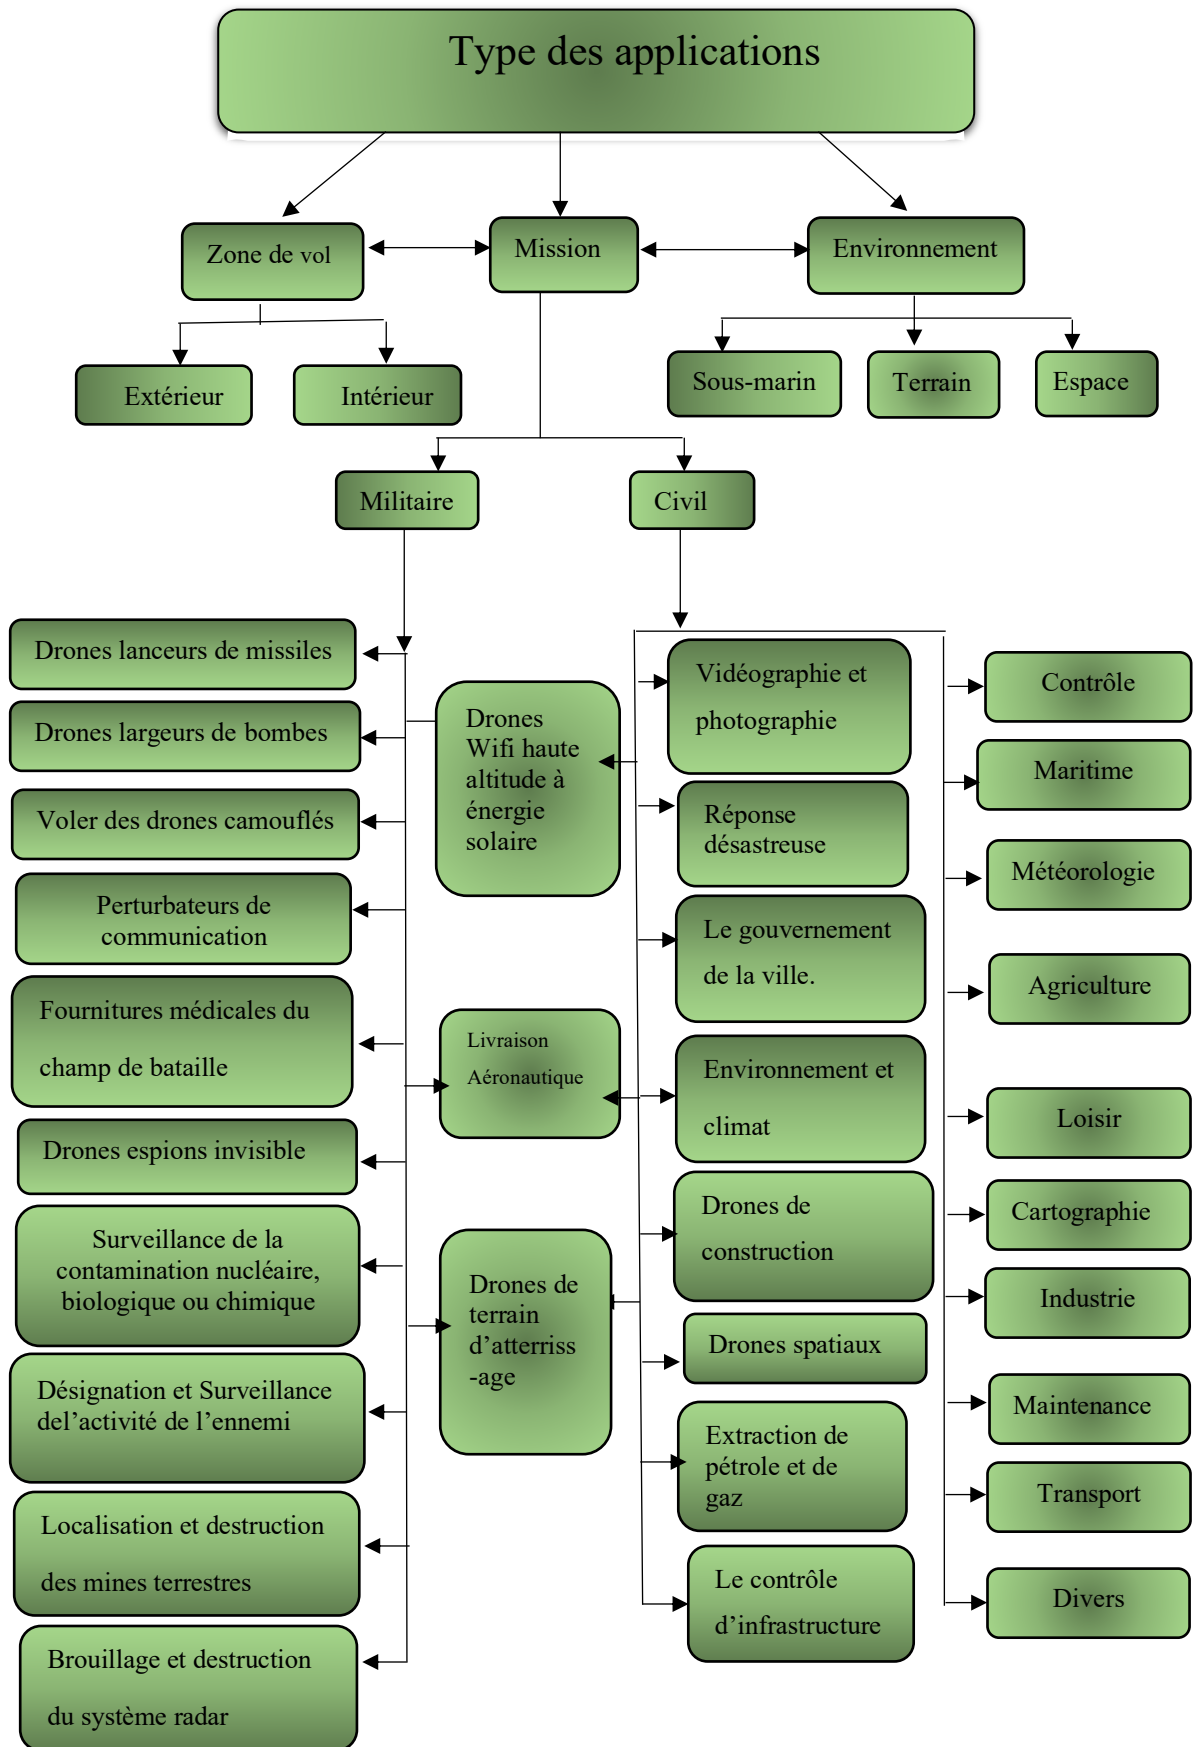 Type des applications
Zone de vol
Mission
Environnement
Extérieur
Intérieur
Sous-marin
Terrain
Espace
Militaire
Civil
Drones lanceurs de missiles
Drones largeurs de bombes
Voler des drones camouflés
Perturbateurs de
communication
Fournitures médicales du
champ de bataille
Drones espions invisible
Surveillance de la
contamination nucléaire,
biologique ou chimique
Désignation et Surveillance
del’activité de l’ennemi
Localisation et destruction
des mines terrestres
Brouillage et destruction
du système radar
Drones
Wifi haute
altitude à
énergie
solaire
Livraison
Aéronautique
Drones de
terrain
d’atterriss
-age
Vidéographie et
photographie
Réponse
désastreuse
Le gouvernement
de la ville.
Environnement et
climat
Drones de
construction
Drones spatiaux
Extraction de
pétrole et de
gaz
Le contrôle
d’infrastructure
Contrôle
Maritime
Météorologie
Agriculture
Loisir
Cartographie
Industrie
Maintenance
Transport
Divers